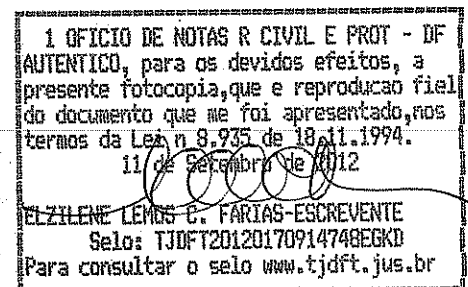 1 OFICIO DE NOTAS R CIVIL E PROT - DF
AUTENTICO, para os devidos efeitos, a
presente fotocopia,que e reproducao fiel
do documento que me foi apresentado,nos
termos da Lei n 8.935 de 18.11.1994.
11 de Setembro de 2012
ELZILENE LEMOS C. FARIAS-ESCREVENTE
Selo: TJDFT20120170914748EGKD
Para consultar o selo www.tjdft.jus.br